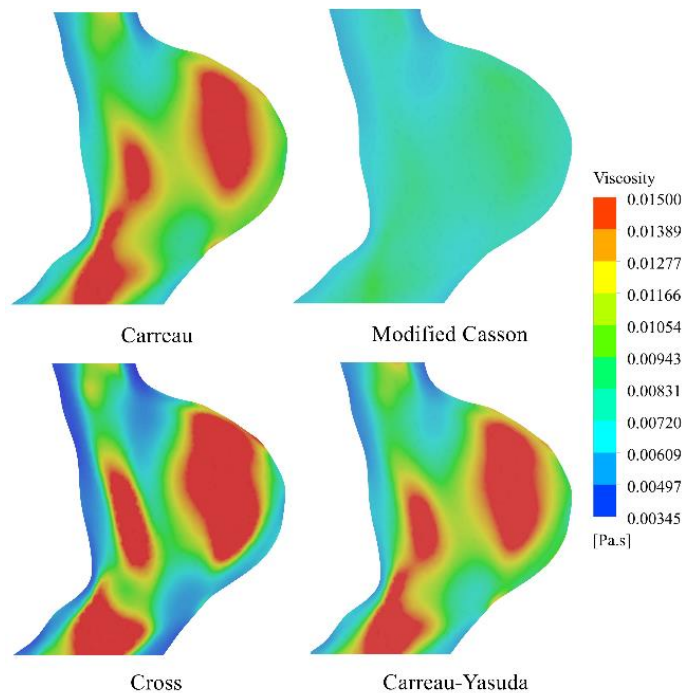 Carreau
Modified Casson
Viscosity
0.01500
0.01389
0.01277
0.01166
0.01054
0.00943
0.00831
0.00720
0.00609
0.00497
0.00345
[Pa.s]
Cross
Carreau-Yasuda